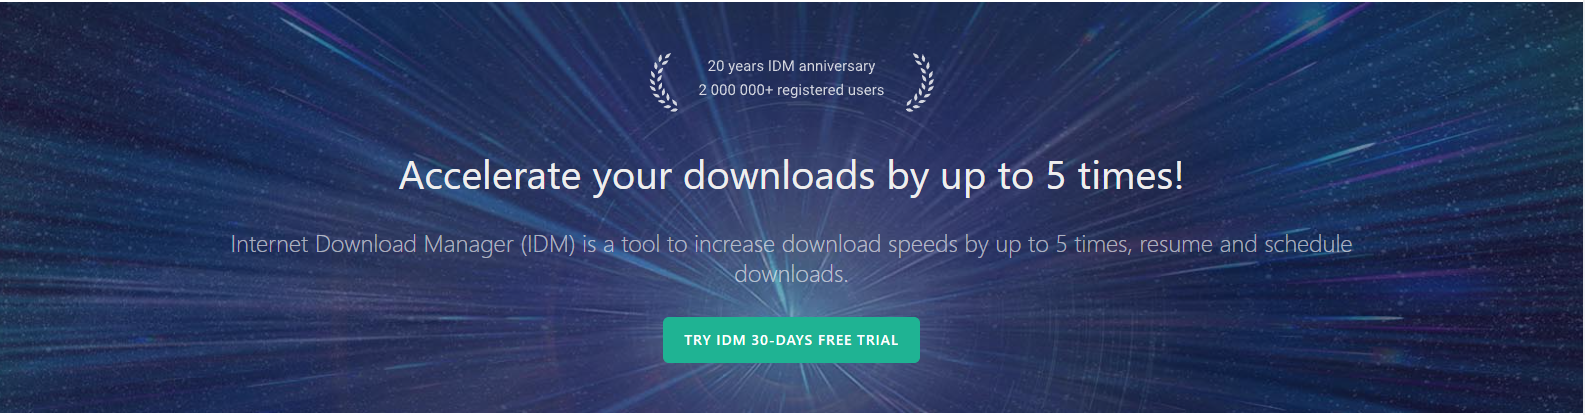 20 years IDM anniversary
2 000 000+ registered users
Accelerate your downloads by up to 5 times!
Internet Download Manager (IDM) is a tool to increase download speeds by up to 5 times, resume and schedule
downloads.
TRY IDM 30-DAYS FREE TRIAL